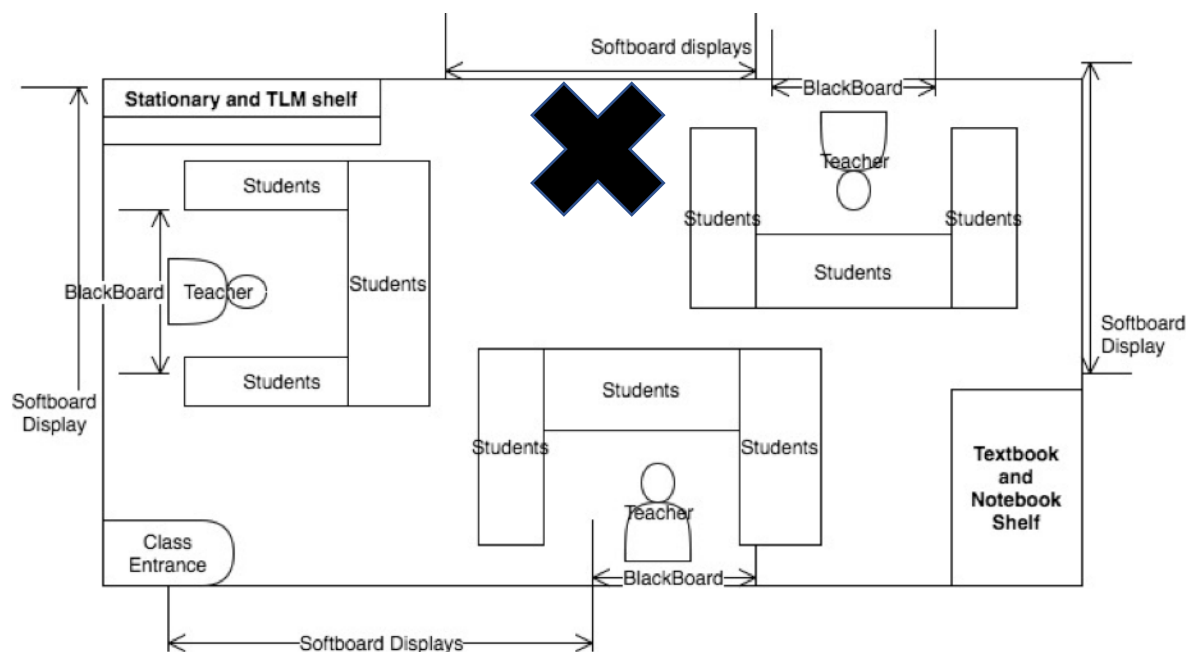 Softboard displays
BlackBoard
Stationary and TLM shelf
Teacher
Students
Students
Students
Students
Students
BlackBoard
Teacher
Students
Softboard
Display
Students
Students
Softboard
Display
Students
Students
Textbook
and
Notebook
Shelf
Teacher
Class
Entrance
BlackBoard
Softboard Displays